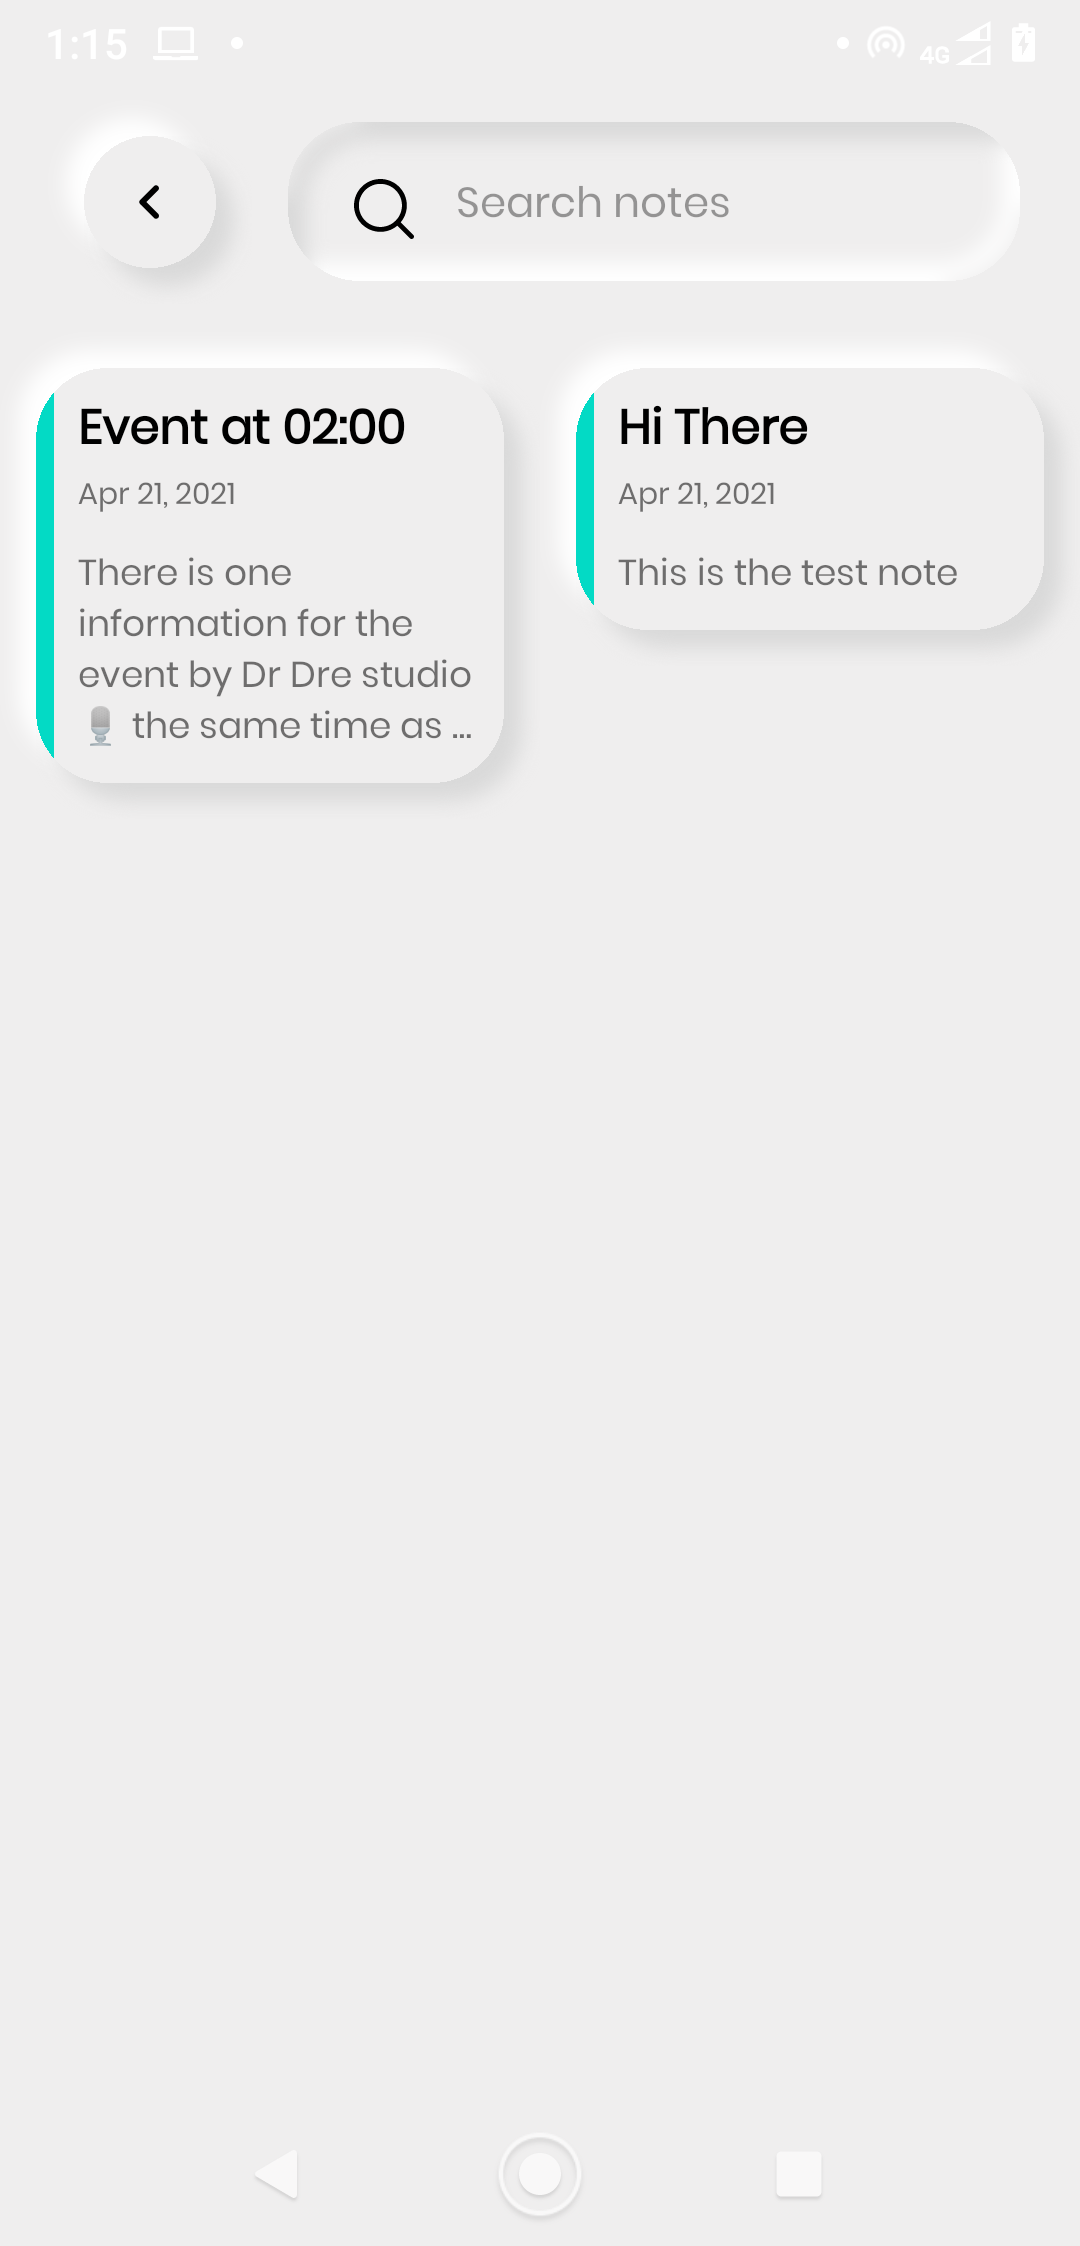 1:15
4G
Search notes
Event at 02:00
Apr 21, 2021
There is one
information for the
event by Dr Dre studio
🎙️ the same time as ...
Hi There
Apr 21, 2021
This is the test note